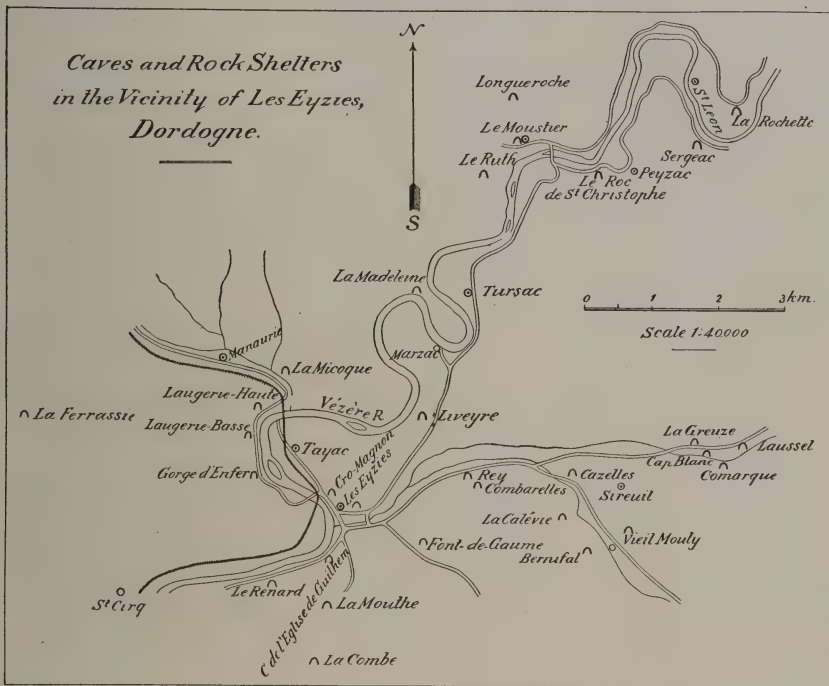 Caves and Rock Shelters
in the Vicinity of Les Eyzies,
Dordogne.
N
S
Longueroche
Le Moustier
Le Ruth
St Leon
La Rochette
Sergeac
Peyzac
Le Roc
de St Christophe
La Madeleine
Tursac
0 1 2 3 km.
Scale 1:40.000
Manaurie
Marzac
La Micoque
Laugerie-Haute
Vézère R
La Ferrassie
Liveyre
Laugerie-Basse
Tayac
Cro-Magnon
Les Eyzies
Gorge d'Enfer
La Greuze
Laussel
Cap Blanc
Comarque
Rey
Cazelles
Combarelles
Sireuil
La Calévie
Vieil Mouly
Font-de-Gaume
Bernifal
St Cirq
Le Renard
C de l'Eglise de Guilhem
La Mouthe
La Combe